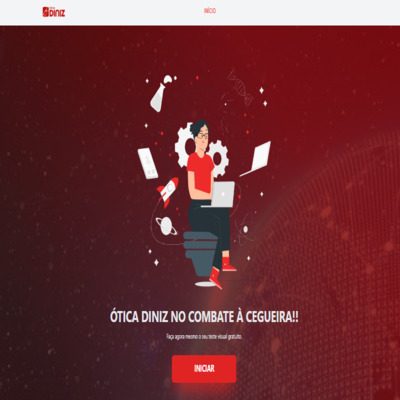 DINIZ
INÍCIO
ÓTICA DINIZ NO COMBATE À CEGUEIRA!!
Faça agora mesmo o seu teste visual gratuito.
INICIAR